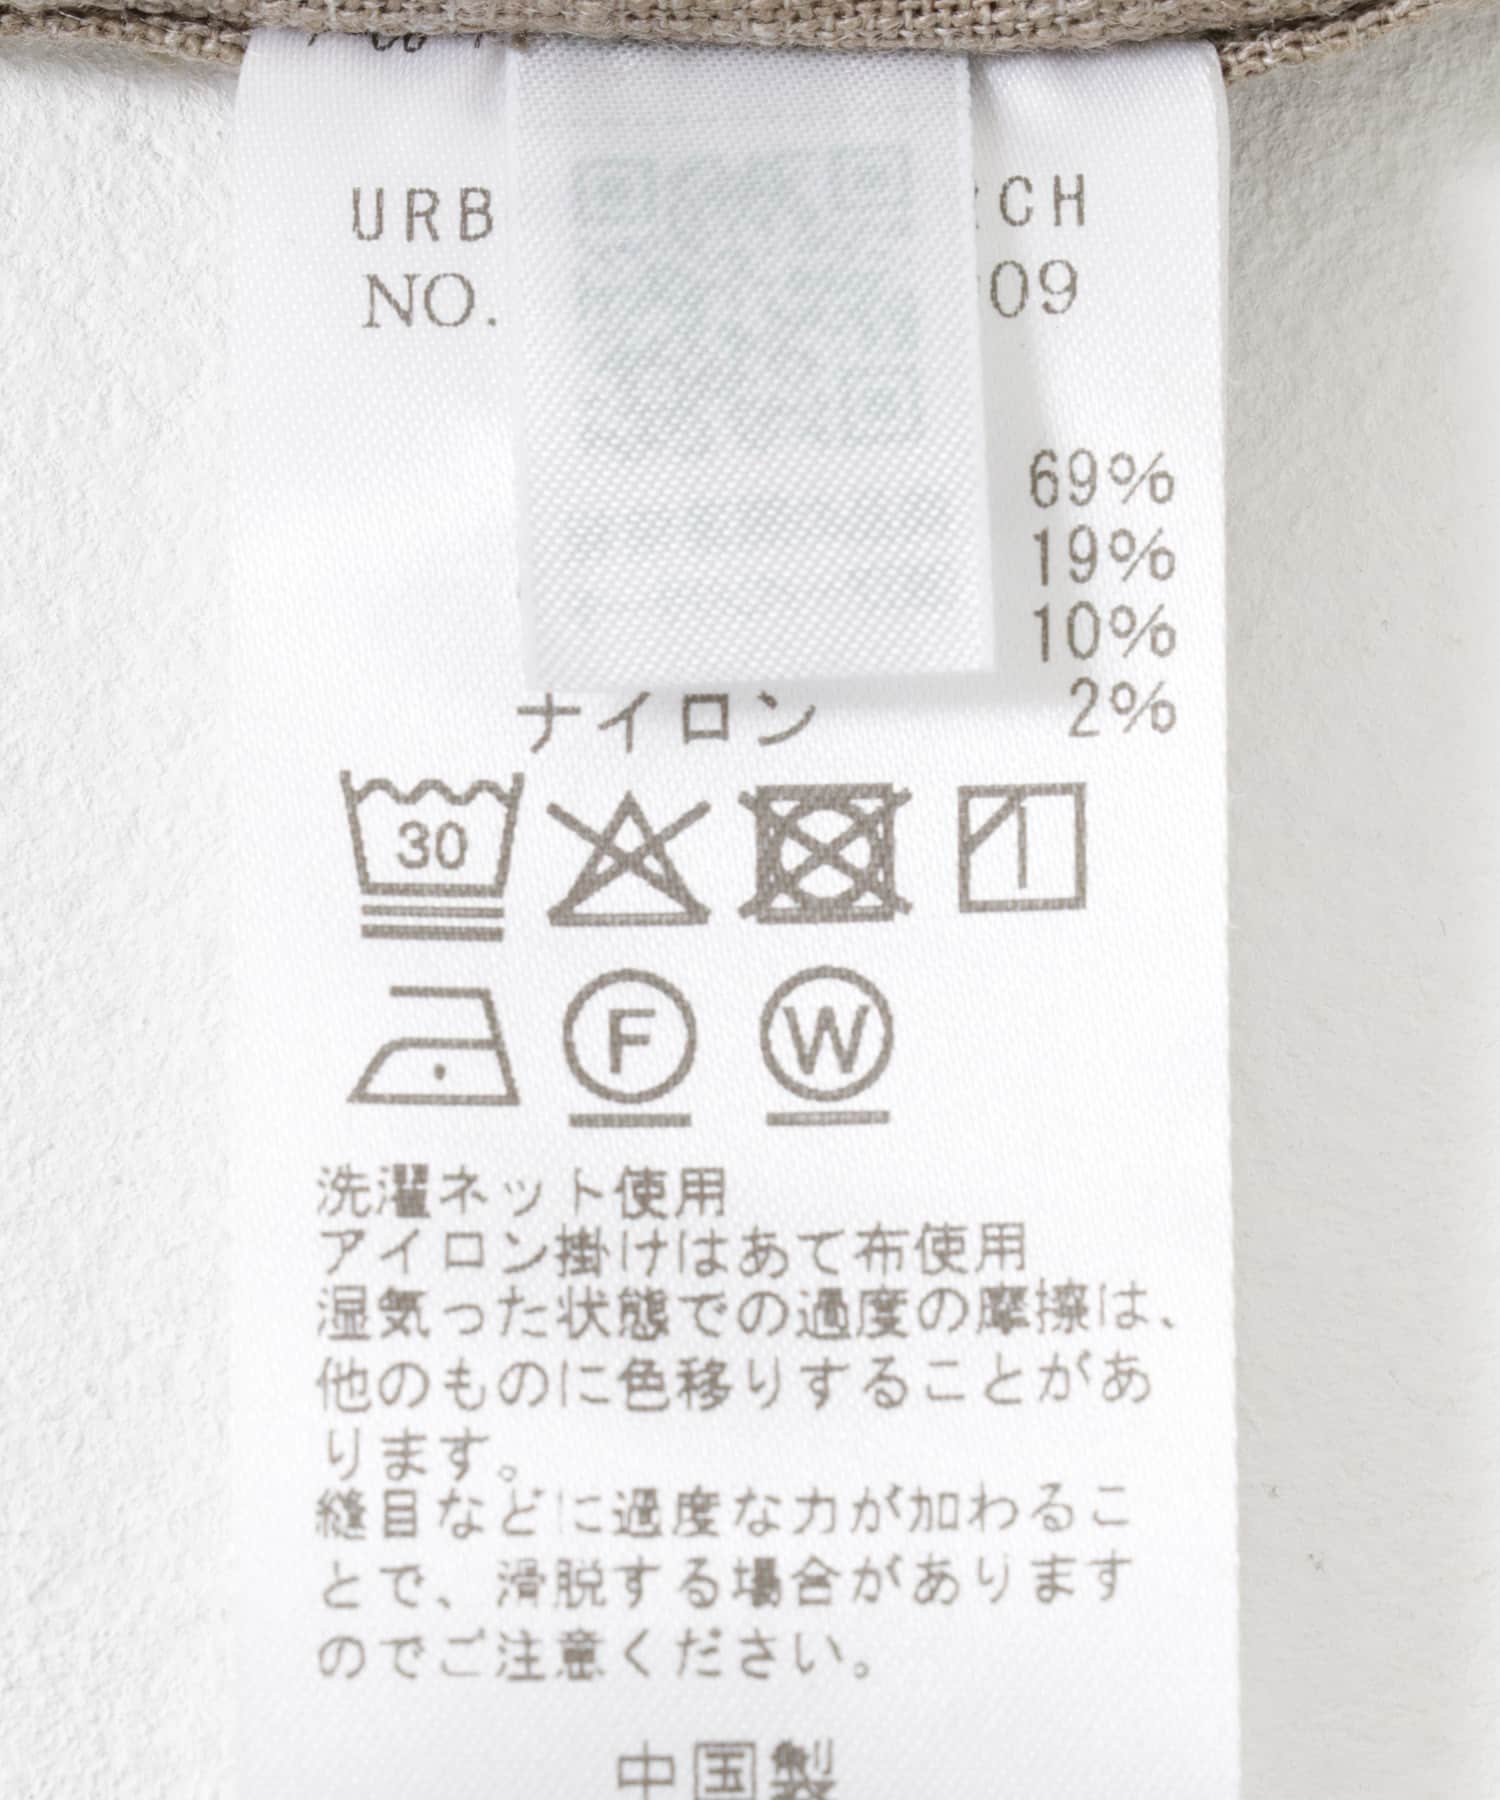 URB
CH
NO.
09
69%
19%
10%
ナイロン 2%
30
F W
洗濯ネット使用
アイロン掛けはあて布使用
湿気った状態での過度の摩擦は、
他のものに色移りすることがあ
ります。
縫目などに過度な力が加わるこ
とで、滑脱する場合があります
のでご注意ください。
中国製